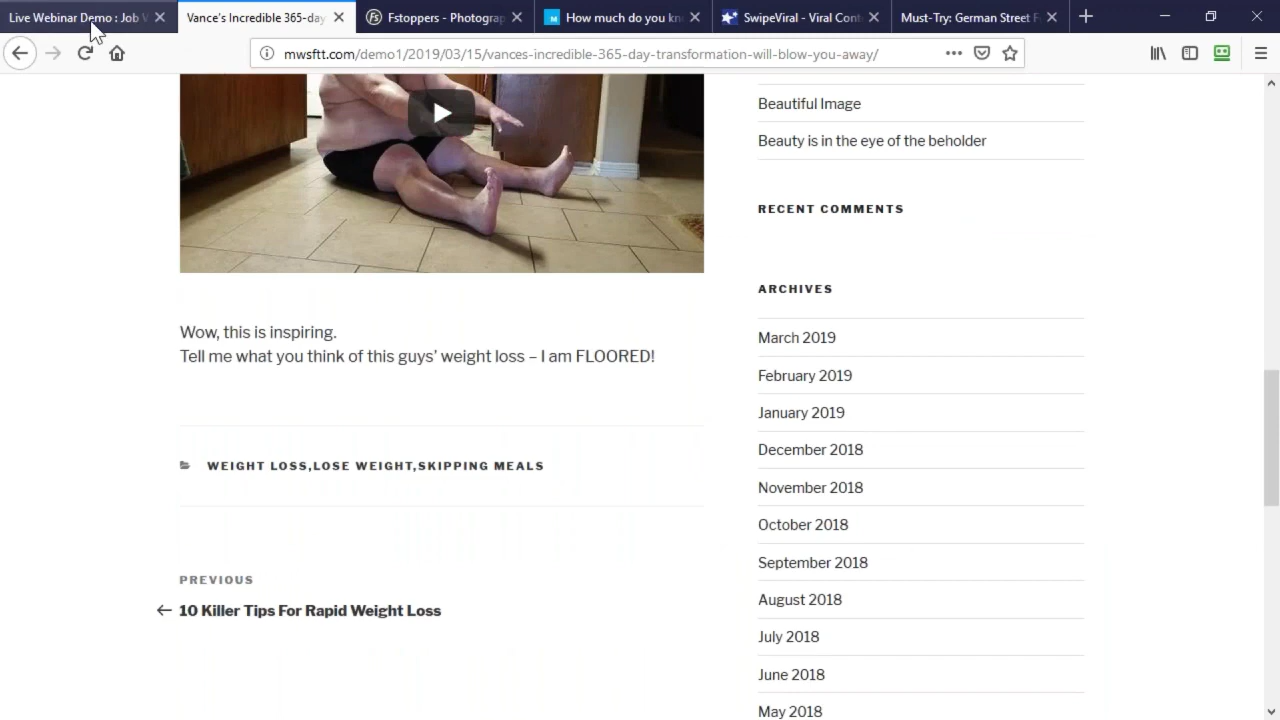 Live Webinar Demo : Job V
Vance's Incredible 365-day
Fstoppers - Photograp
How much do you kn
SwipeViral - Viral Cont
Must-Try: German Street F
mwsftt.com/demo1/2019/03/15/vances-incredible-365-day-transformation-will-blow-you-away/
Beautiful Image
Beauty is in the eye of the beholder
RECENT COMMENTS
ARCHIVES
March 2019
February 2019
January 2019
December 2018
November 2018
October 2018
September 2018
August 2018
July 2018
June 2018
May 2018
Wow, this is inspiring.
Tell me what you think of this guys' weight loss – I am FLOORED!
WEIGHT LOSS,LOSE WEIGHT,SKIPPING MEALS
PREVIOUS
← 10 Killer Tips For Rapid Weight Loss